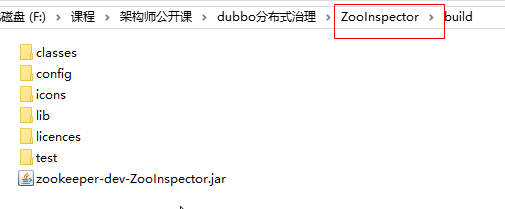 磁盘 (F:) > 课程 > 架构师公开课 > dubbo分布式治理 > ZooInspector > build
classes
config
icons
lib
licences
test
zookeeper-dev-ZooInspector.jar